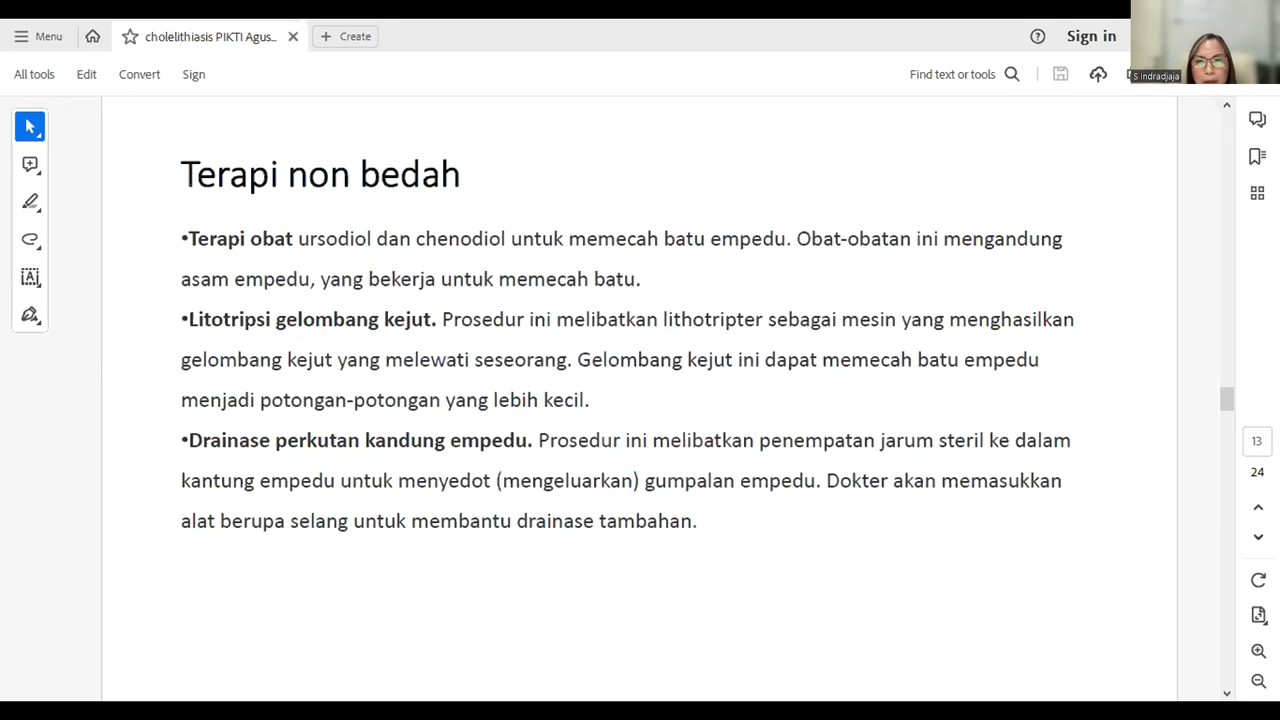 Menu
cholelithiasis PIKTI Agus...
Create
Sign in
All tools
Edit
Convert
Sign
Find text or tools
S Indradjaja
Terapi non bedah
•Terapi obat ursodiol dan chenodiol untuk memecah batu empedu. Obat-obatan ini mengandung
asam empedu, yang bekerja untuk memecah batu.
•Litotripsi gelombang kejut. Prosedur ini melibatkan lithotripter sebagai mesin yang menghasilkan
gelombang kejut yang melewati seseorang. Gelombang kejut ini dapat memecah batu empedu
menjadi potongan-potongan yang lebih kecil.
•Drainase perkutan kandung empedu. Prosedur ini melibatkan penempatan jarum steril ke dalam
kantung empedu untuk menyedot (mengeluarkan) gumpalan empedu. Dokter akan memasukkan
alat berupa selang untuk membantu drainase tambahan.
13
24